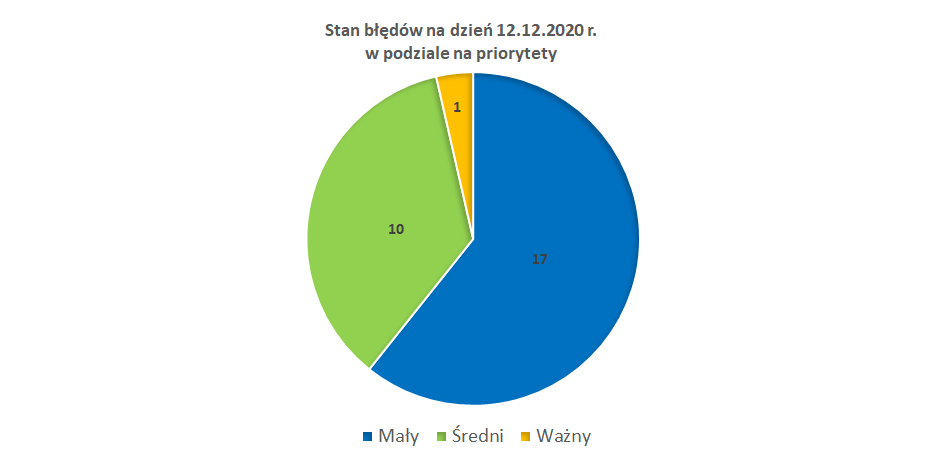 Stan błędów na dzień 12.12.2020 r.
w podziale na priorytety
1
10
17
Mały Średni Ważny